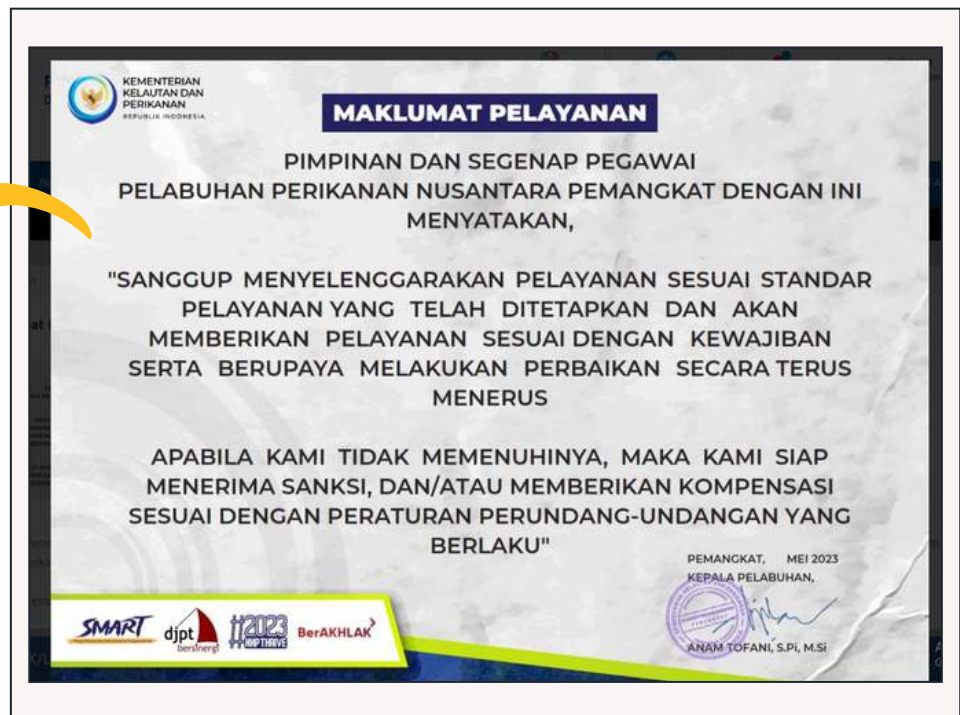 KEMENTERIAN
KELAUTAN DAN
PERIKANAN
REPUBLIK INDONESIA
MAKLUMAT PELAYANAN
PIMPINAN DAN SEGENAP PEGAWAI
PELABUHAN PERIKANAN NUSANTARA PEMANGKAT DENGAN INI
MENYATAKAN,
"SANGGUP MENYELENGGARAKAN PELAYANAN SESUAI STANDAR
PELAYANAN YANG TELAH DITETAPKAN DAN AKAN
MEMBERIKAN PELAYANAN SESUAI DENGAN KEWAJIBAN
SERTA BERUPAYA MELAKUKAN PERBAIKAN SECARA TERUS
MENERUS
APABILA KAMI TIDAK MEMENUHINYA, MAKA KAMI SIAP
MENERIMA SANKSI, DAN/ATAU MEMBERIKAN KOMPENSASI
SESUAI DENGAN PERATURAN PERUNDANG-UNDANGAN YANG
BERLAKU"
PEMANGKAT, MEI 2023
KEPALA PELABUHAN,
ANAM TOFANI, S.Pi, M.Si
SMART
djpt
bersinergi
#2023
KKP THRIVE
BerAKHLAK